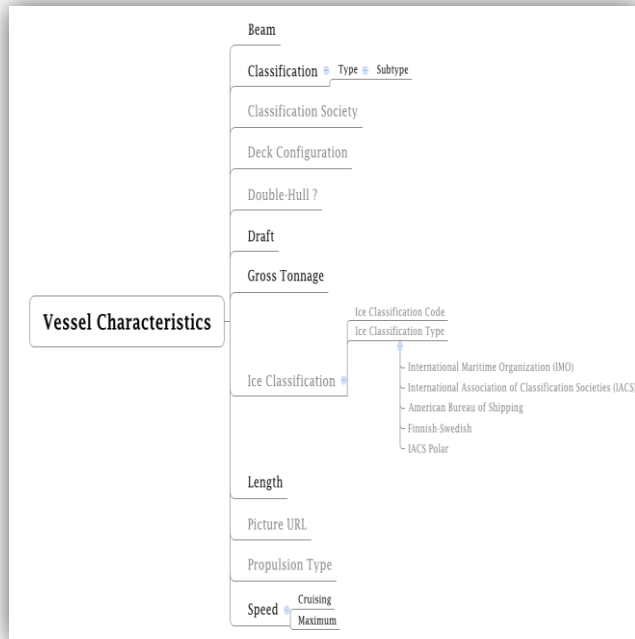 Beam
Classification Type Subtype
Classification Society
Deck Configuration
Double-Hull ?
Draft
Gross Tonnage
Vessel Characteristics
Ice Classification
Ice Classification Code
Ice Classification Type
International Maritime Organization (IMO)
International Association of Classification Societies (IACS)
American Bureau of Shipping
Finnish-Swedish
IACS Polar
Length
Picture URL
Propulsion Type
Speed
Cruising
Maximum